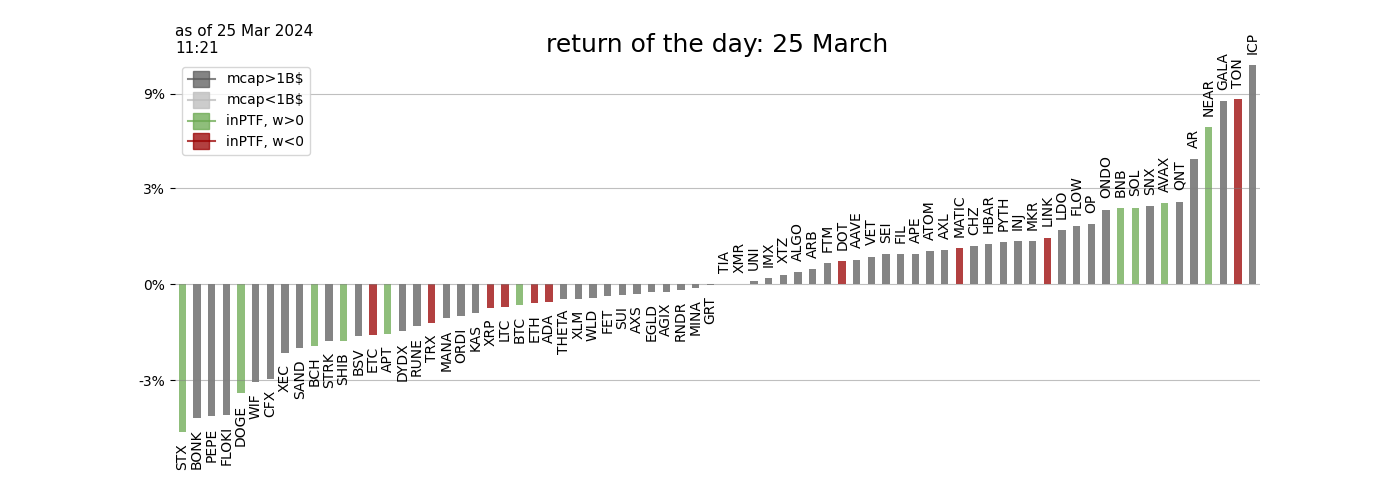 as of 25 Mar 2024
11:21
return of the day: 25 March
mcap>1B$
mcap<1B$
inPTF, w>0
inPTF, w<0
9%
3%
0%
-3%
STX
BONK
PEPE
FLOKI
DOGE
WIF
CFX
XEC
SAND
BCH
STRK
SHIB
BSV
ETC
APT
DYDX
RUNE
TRX
MANA
ORDI
KAS
XRP
LTC
BTC
ETH
ADA
THETA
XLM
WLD
FET
SUI
AXS
EGLD
AGIX
RNDR
MINA
GRT
TIA
XMR
UNI
IMX
XTZ
ALGO
ARB
FTM
DOT
AAVE
VET
SEI
FIL
APE
ATOM
AXL
MATIC
CHZ
HBAR
PYTH
INJ
MKR
LINK
LDO
FLOW
OP
ONDO
BNB
SOL
SNX
AVAX
QNT
AR
NEAR
GALA
TON
ICP